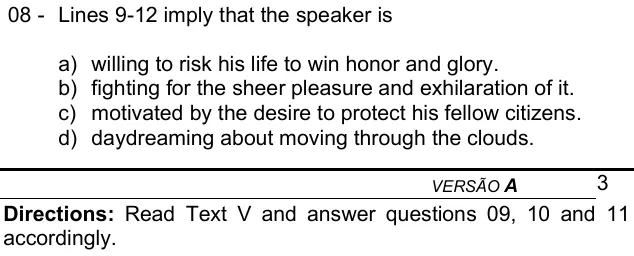 08 - Lines 9-12 imply that the speaker is
a) willing to risk his life to win honor and glory.
b) fighting for the sheer pleasure and exhilaration of it.
c) motivated by the desire to protect his fellow citizens.
d) daydreaming about moving through the clouds.
VERSÃO A 3
Directions: Read Text V and answer questions 09, 10 and 11
accordingly.